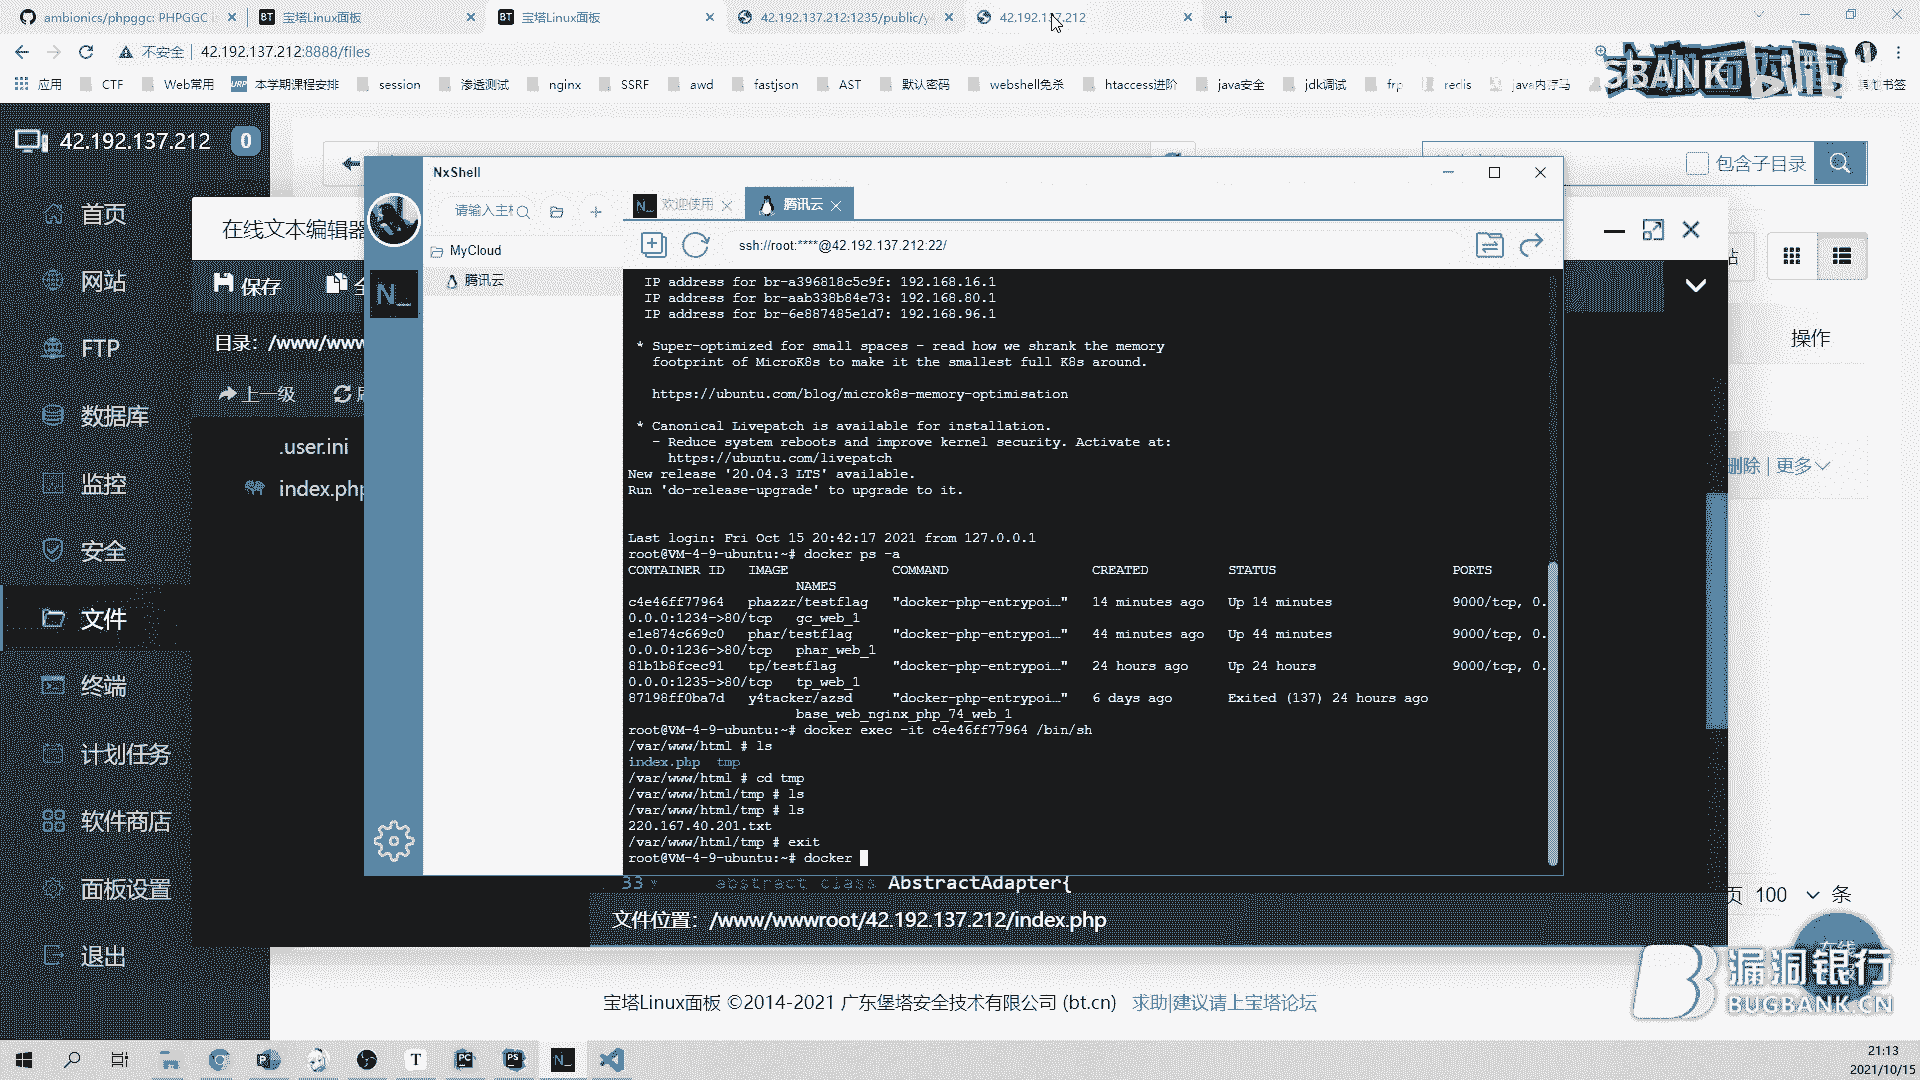 ambionics/phpggc: PHPGGC is
宝塔Linux面板
宝塔Linux面板
42.192.137.212:1235/public/y
42.192.137.212
不安全
42.192.137.212:8888/files
应用
CTF
Web常用
本学期课程安排
session
渗透测试
nginx
SSRF
awd
fastjson
AST
默认密码
webshell免杀
htaccess进阶
java安全
jdk调试
frp
redis
java内存马
42.192.137.212
0
首页
网站
FTP
数据库
监控
安全
文件
终端
计划任务
软件商店
面板设置
退出
包含子目录
操作
删除 | 更多
在线文本编辑器
保存
目录：/www/www
上一级
.user.ini
index.php
NxShell
请输入主机
MyCloud
腾讯云
欢迎使用
腾讯云
ssh://root:****@42.192.137.212:22/
IP address for br-a396818c5c9f: 192.168.16.1
IP address for br-aab338b84e73: 192.168.80.1
IP address for br-6e887485e1d7: 192.168.96.1
* Super-optimized for small spaces - read how we shrank the memory
footprint of MicroK8s to make it the smallest full K8s around.
https://ubuntu.com/blog/microk8s-memory-optimisation
* Canonical Livepatch is available for installation.
- Reduce system reboots and improve kernel security. Activate at:
https://ubuntu.com/livepatch
New release '20.04.3 LTS' available.
Run 'do-release-upgrade' to upgrade to it.
Last login: Fri Oct 15 20:42:17 2021 from 127.0.0.1
root@VM-4-9-ubuntu:~# docker ps -a
CONTAINER ID IMAGE COMMAND CREATED STATUS PORTS
NAMES
c4e46ff77964 phazzr/testflag "docker-php-entrypoi…" 14 minutes ago Up 14 minutes 9000/tcp, 0.
0.0.0:1234->80/tcp gc_web_1
e1e874c669c0 phar/testflag "docker-php-entrypoi…" 44 minutes ago Up 44 minutes 9000/tcp, 0.
0.0.0:1236->80/tcp phar_web_1
81b1b8fcec91 tp/testflag "docker-php-entrypoi…" 24 hours ago Up 24 hours 9000/tcp, 0.
0.0.0:1235->80/tcp tp_web_1
87198ff0ba7d y4tacker/azsd "docker-php-entrypoi…" 6 days ago Exited (137) 24 hours ago
base_web_nginx_php_74_web_1
root@VM-4-9-ubuntu:~# docker exec -it c4e46ff77964 /bin/sh
/var/www/html # ls
index.php tmp
/var/www/html # cd tmp
/var/www/html/tmp # ls
/var/www/html/tmp # ls
220.167.40.201.txt
/var/www/html/tmp # exit
root@VM-4-9-ubuntu:~# docker
33 abstract class AbstractAdapter{
文件位置：/www/wwwroot/42.192.137.212/index.php
页 100 条
漏洞银行
BUGBANK.CN
宝塔Linux面板 ©2014-2021 广东堡塔安全技术有限公司 (bt.cn) 求助|建议请上宝塔论坛
21:13
2021/10/15